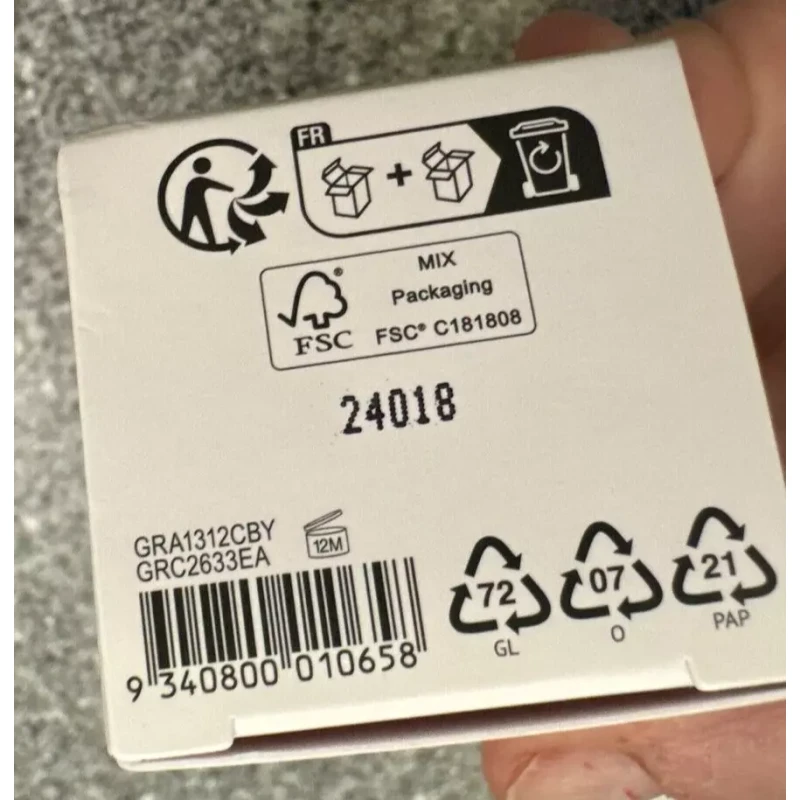 FR
MIX
Packaging
FSC® C181808
FSC
24018
GRA1312CBY
GRC2633EA
12M
9 340800 010658
72
GL
07
O
21
PAP